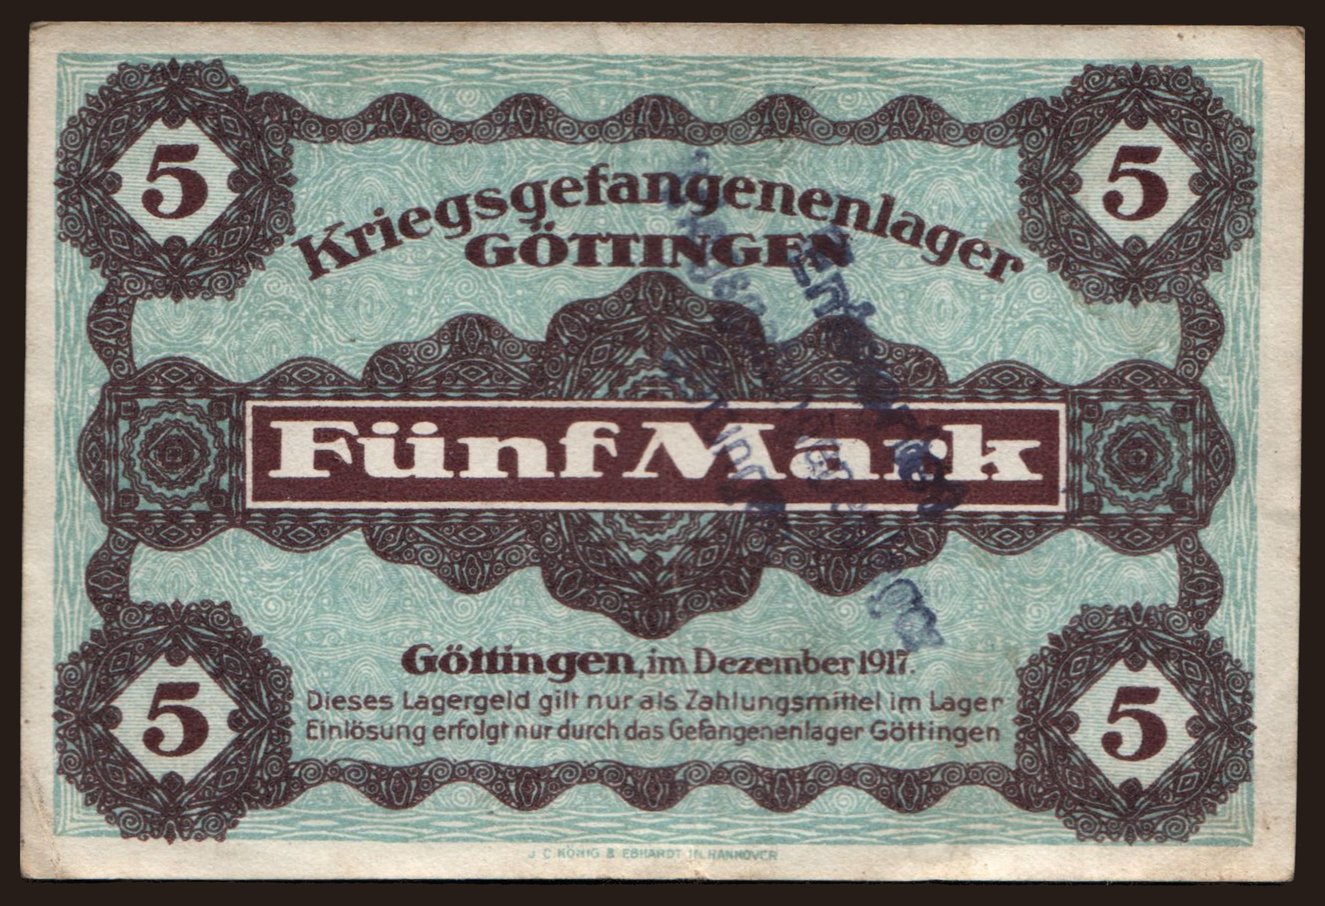 5
5
Kriegsgefangenenlager
GÖTTINGEN
Fünf Mark
Göttingen, im Dezember 1917.
5
5
Dieses Lagergeld gilt nur als Zahlungsmittel im Lager
Einlösung erfolgt nur durch das Gefangenenlager Göttingen
J. C. KÖNIG & EBHARDT IN HANNOVER